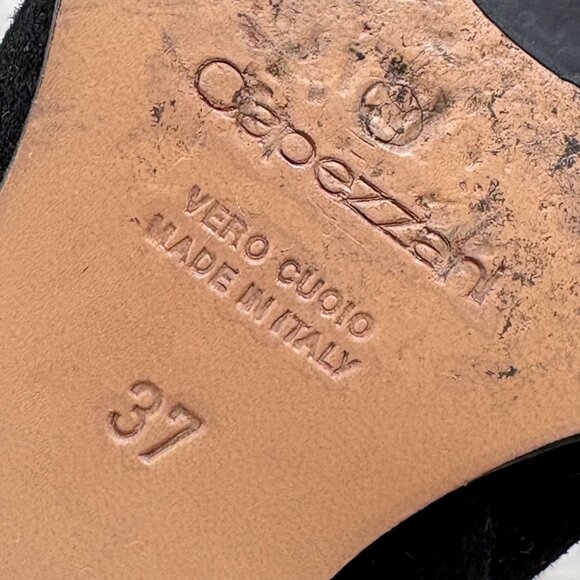 Capezzani
VERO CUOIO
MADE IN ITALY
37